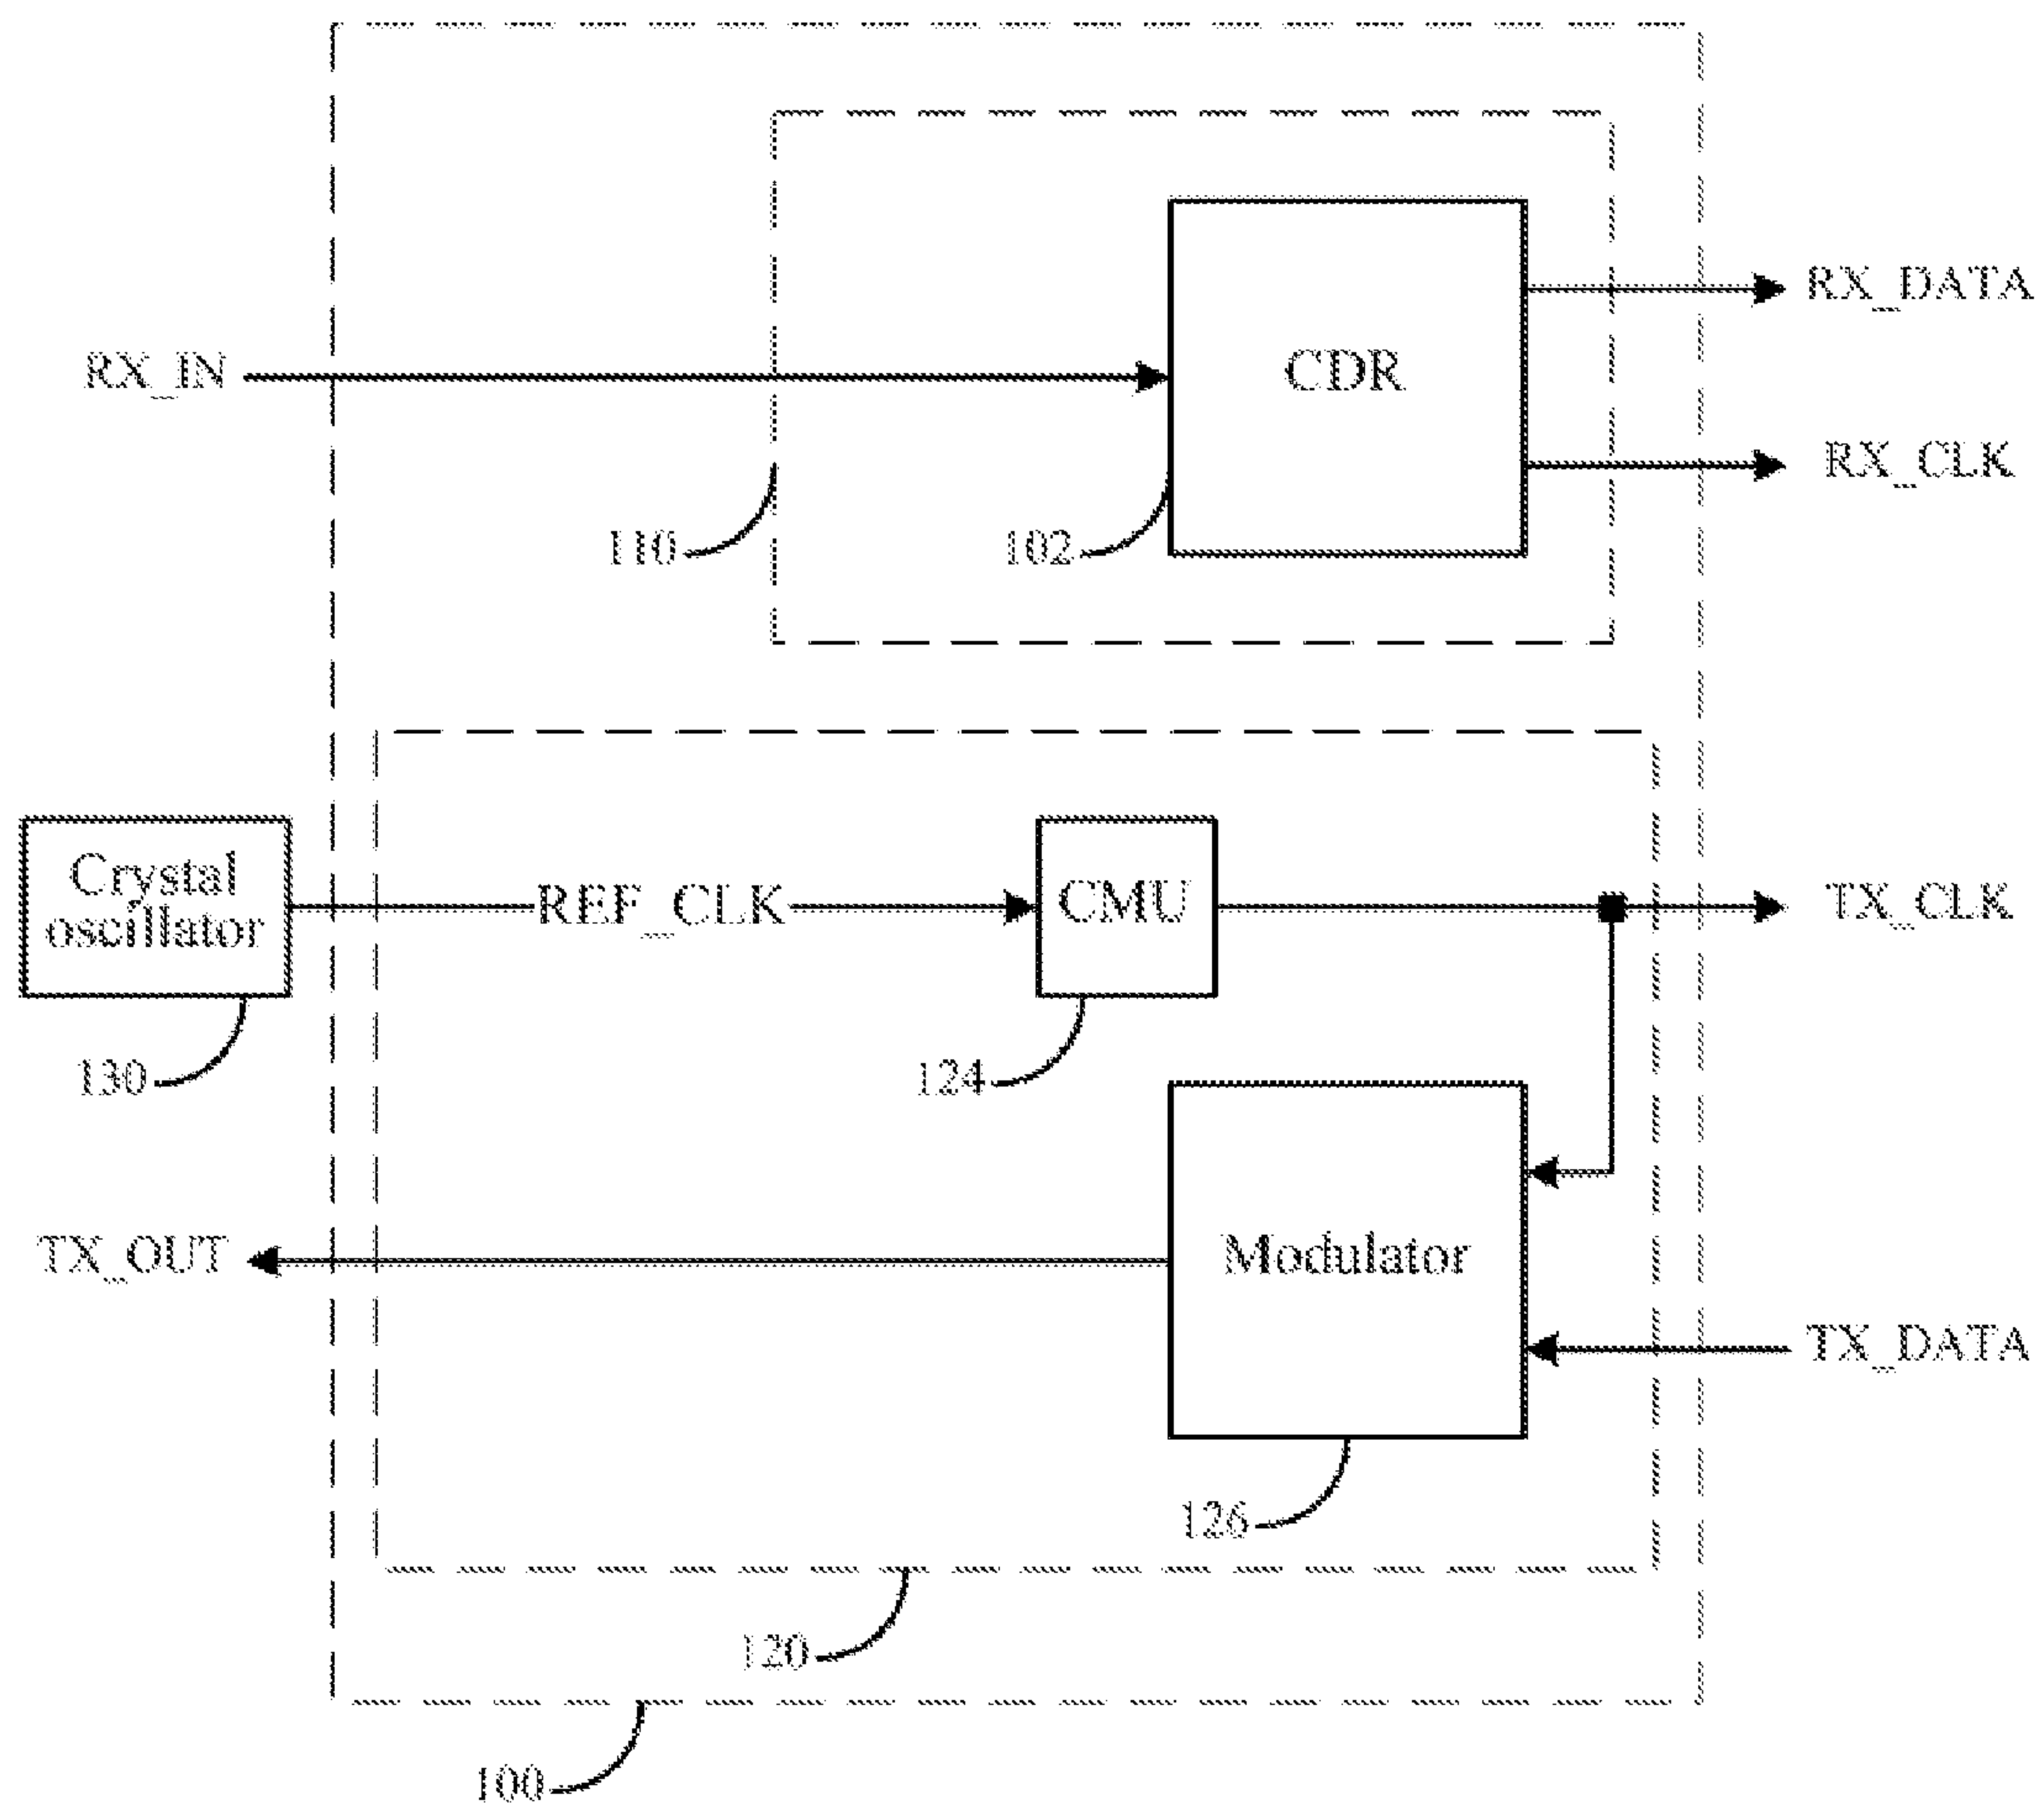 RX_DATA
RX_IN
CDR
RX_CLK
110
102
Crystal
oscillator
REF_CLK
CMU
TX_CLK
130
124
TX_OUT
Modulator
TX_DATA
126
120
100